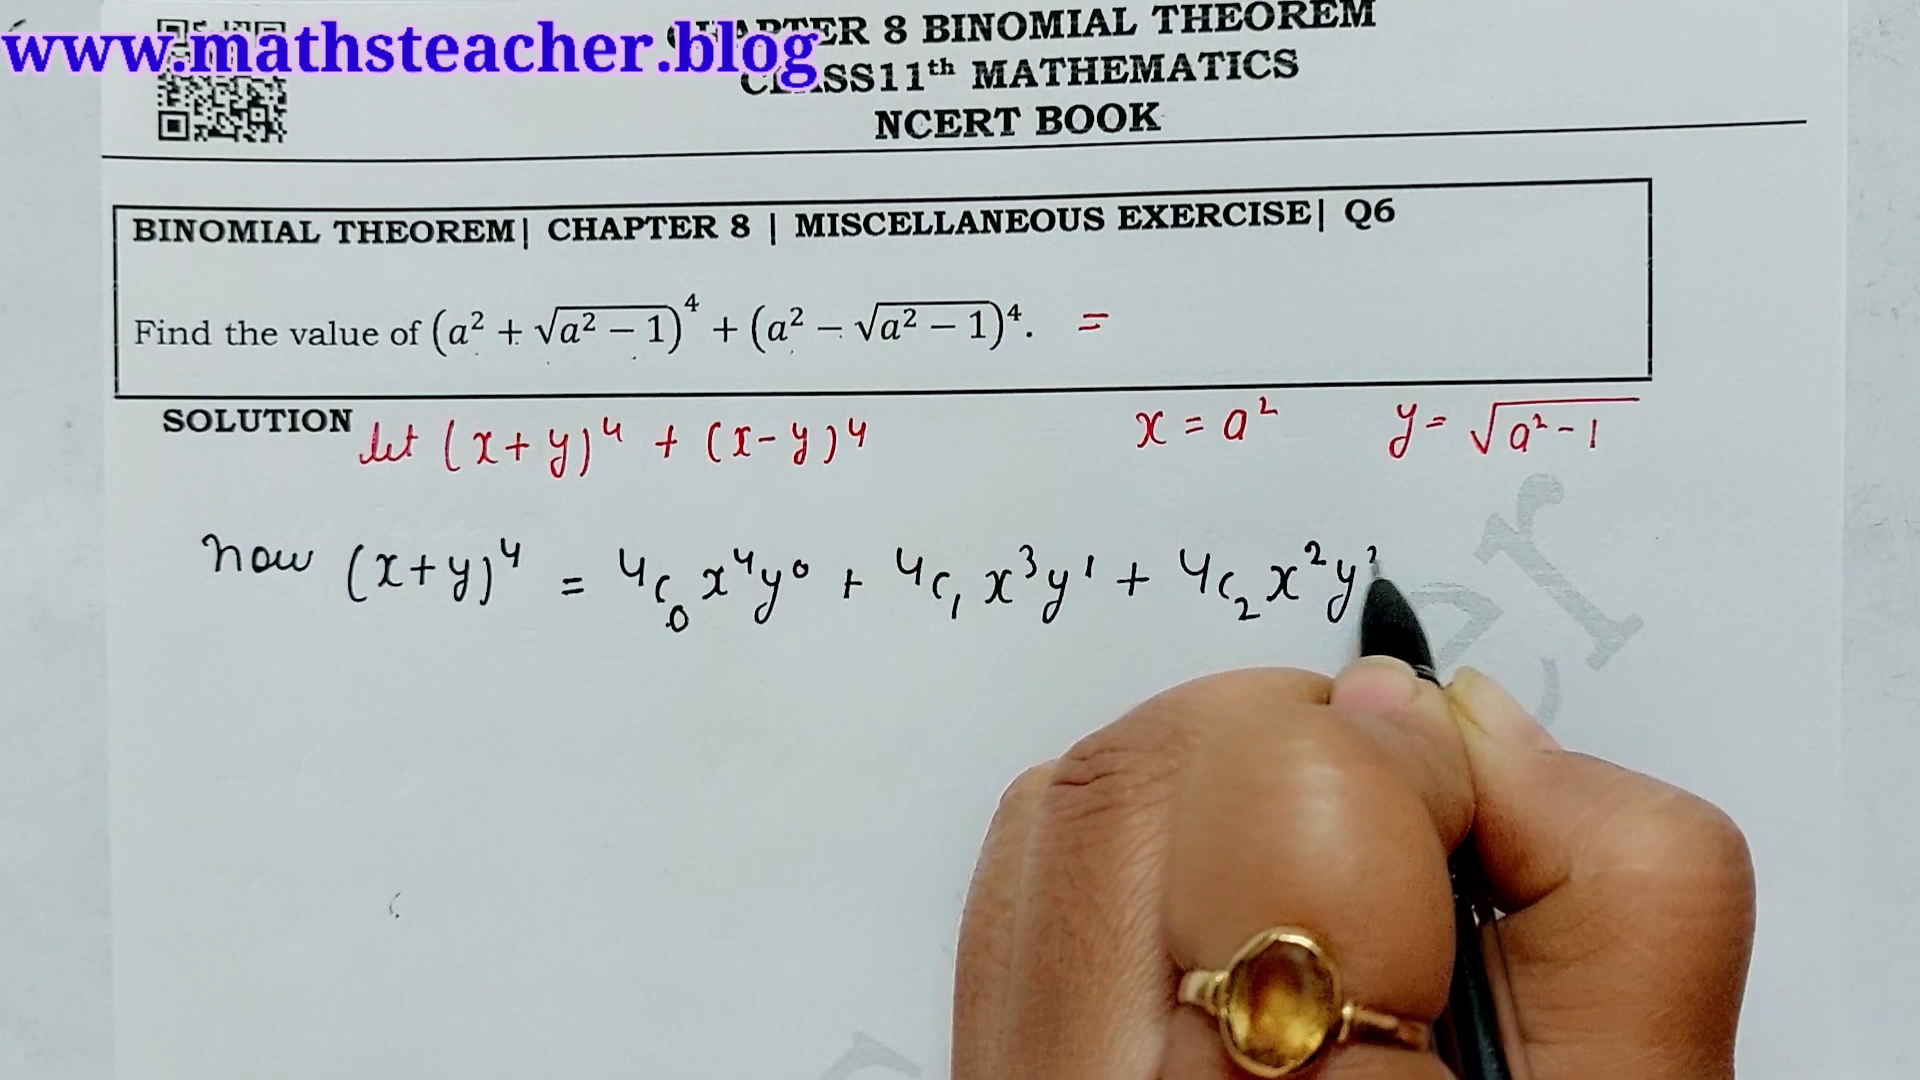 www.mathsteacher.blog
CHAPTER 8 BINOMIAL THEOREM
CLASS11th MATHEMATICS
NCERT BOOK
BINOMIAL THEOREM| CHAPTER 8 | MISCELLANEOUS EXERCISE| Q6
Find the value of (a² + √(a² − 1))⁴ + (a² − √(a² − 1))⁴. =
SOLUTION let (x+y)⁴ + (x-y)⁴ x = a² y = √(a²-1)
now (x+y)⁴ = ⁴C₀ x⁴y⁰ + ⁴C₁ x³y¹ + ⁴C₂ x²y²